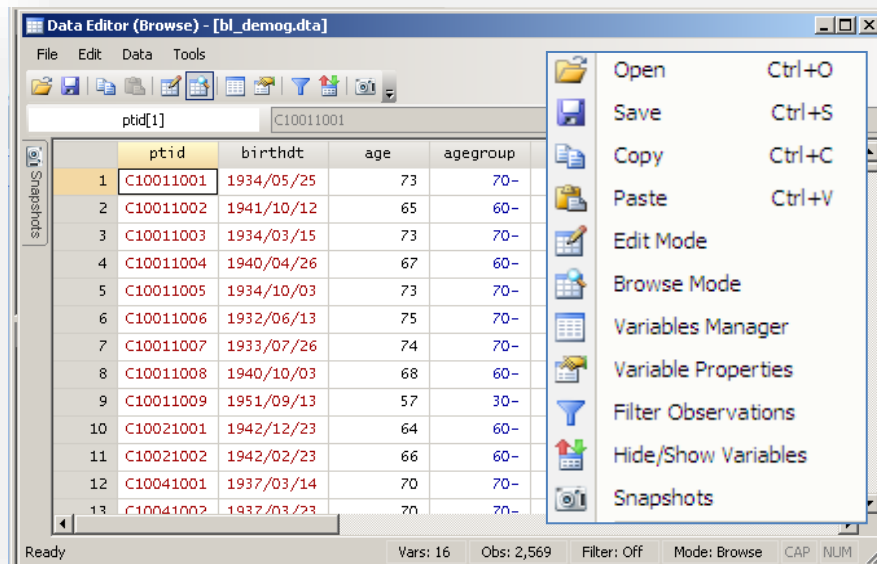 Data Editor (Browse) - [bl_demog.dta]
File Edit Data Tools
ptid[1] C10011001
Snapshots
ptid birthdt age agegroup
1 C10011001 1934/05/25 73 70-
2 C10011002 1941/10/12 65 60-
3 C10011003 1934/03/15 73 70-
4 C10011004 1940/04/26 67 60-
5 C10011005 1934/10/03 73 70-
6 C10011006 1932/06/13 75 70-
7 C10011007 1933/07/26 74 70-
8 C10011008 1940/10/03 68 60-
9 C10011009 1951/09/13 57 30-
10 C10021001 1942/12/23 64 60-
11 C10021002 1942/02/23 66 60-
12 C10041001 1937/03/14 70 70-
13 C10041002 1937/03/23 70 70-
Open Ctrl+O
Save Ctrl+S
Copy Ctrl+C
Paste Ctrl+V
Edit Mode
Browse Mode
Variables Manager
Variable Properties
Filter Observations
Hide/Show Variables
Snapshots
Ready Vars: 16 Obs: 2,569 Filter: Off Mode: Browse CAP NUM